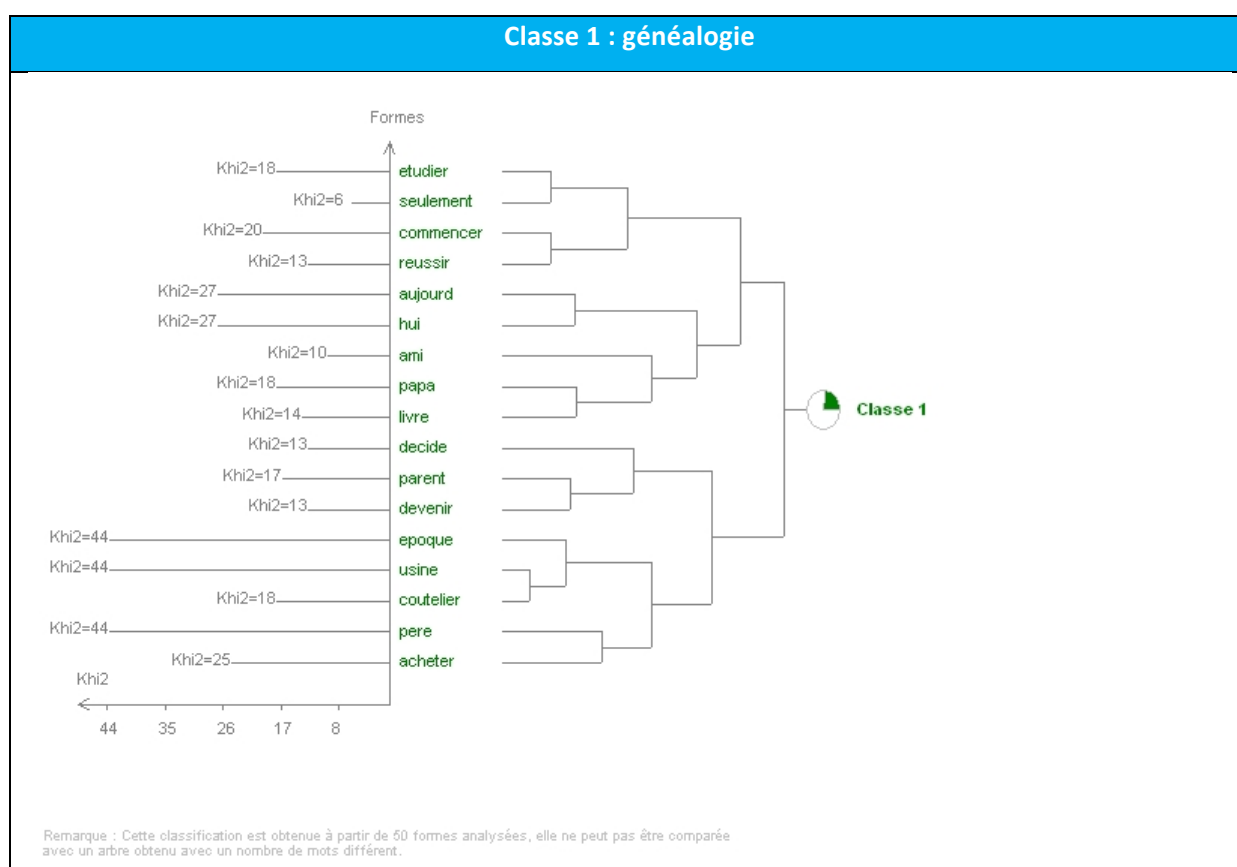 Classe 1 : généalogie
Formes
Khi2=18 etudier
Khi2=6 seulement
Khi2=20 commencer
Khi2=13 reussir
Khi2=27 aujourd
Khi2=27 hui
Khi2=10 ami
Khi2=18 papa
Khi2=14 livre
Khi2=13 decide
Khi2=17 parent
Khi2=13 devenir
Khi2=44 epoque
Khi2=44 usine
Khi2=18 coutelier
Khi2=44 pere
Khi2=25 acheter
Classe 1
Khi2
44 35 26 17 8
Remarque : Cette classification est obtenue à partir de 50 formes analysées, elle ne peut pas être comparée
avec un arbre obtenu avec un nombre de mots différent.